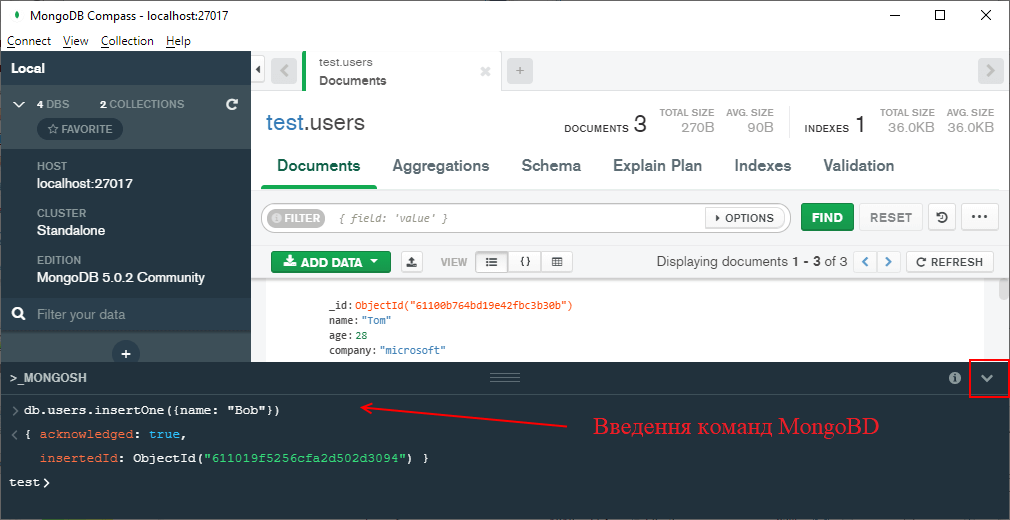 MongoDB Compass - localhost:27017
Connect View Collection Help
Local
4 DBS 2 COLLECTIONS
FAVORITE
HOST
localhost:27017
CLUSTER
Standalone
EDITION
MongoDB 5.0.2 Community
Filter your data
+
test.users
Documents
+
test.users
DOCUMENTS 3
TOTAL SIZE
270B
AVG. SIZE
90B
INDEXES 1
TOTAL SIZE
36.0KB
AVG. SIZE
36.0KB
Documents Aggregations Schema Explain Plan Indexes Validation
FILTER { field: 'value' } OPTIONS FIND RESET ...
ADD DATA VIEW {} Displaying documents 1 - 3 of 3 REFRESH
_id: ObjectId("61100b764bd19e42fbc3b30b")
name: "Tom"
age: 28
company: "microsoft"
>_MONGOSH
> db.users.insertOne({name: "Bob"})
< { acknowledged: true,
insertedId: ObjectId("611019f5256cfa2d502d3094") }
test>
Введення команд MongoBD